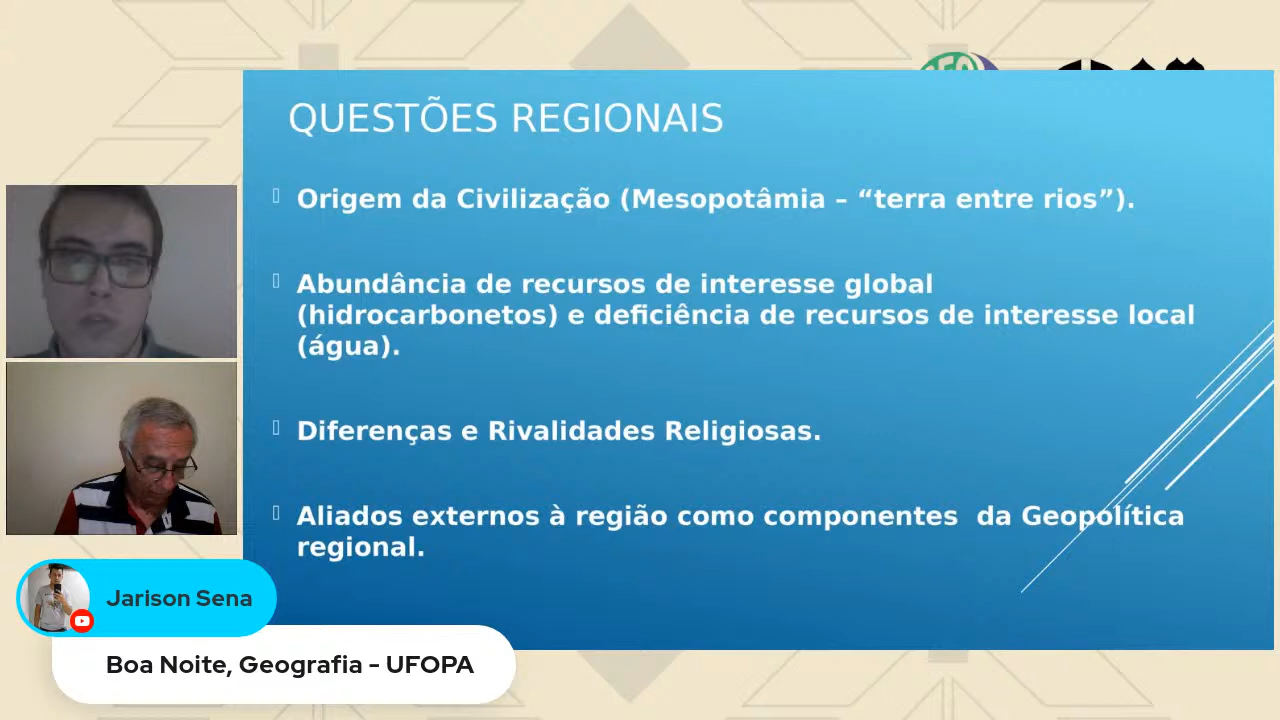 QUESTÕES REGIONAIS
Origem da Civilização (Mesopotâmia – “terra entre rios”).
Abundância de recursos de interesse global
(hidrocarbonetos) e deficiência de recursos de interesse local
(água).
Diferenças e Rivalidades Religiosas.
Aliados externos à região como componentes  da Geopolítica
regional.
Jarison Sena
Boa Noite, Geografia - UFOPA